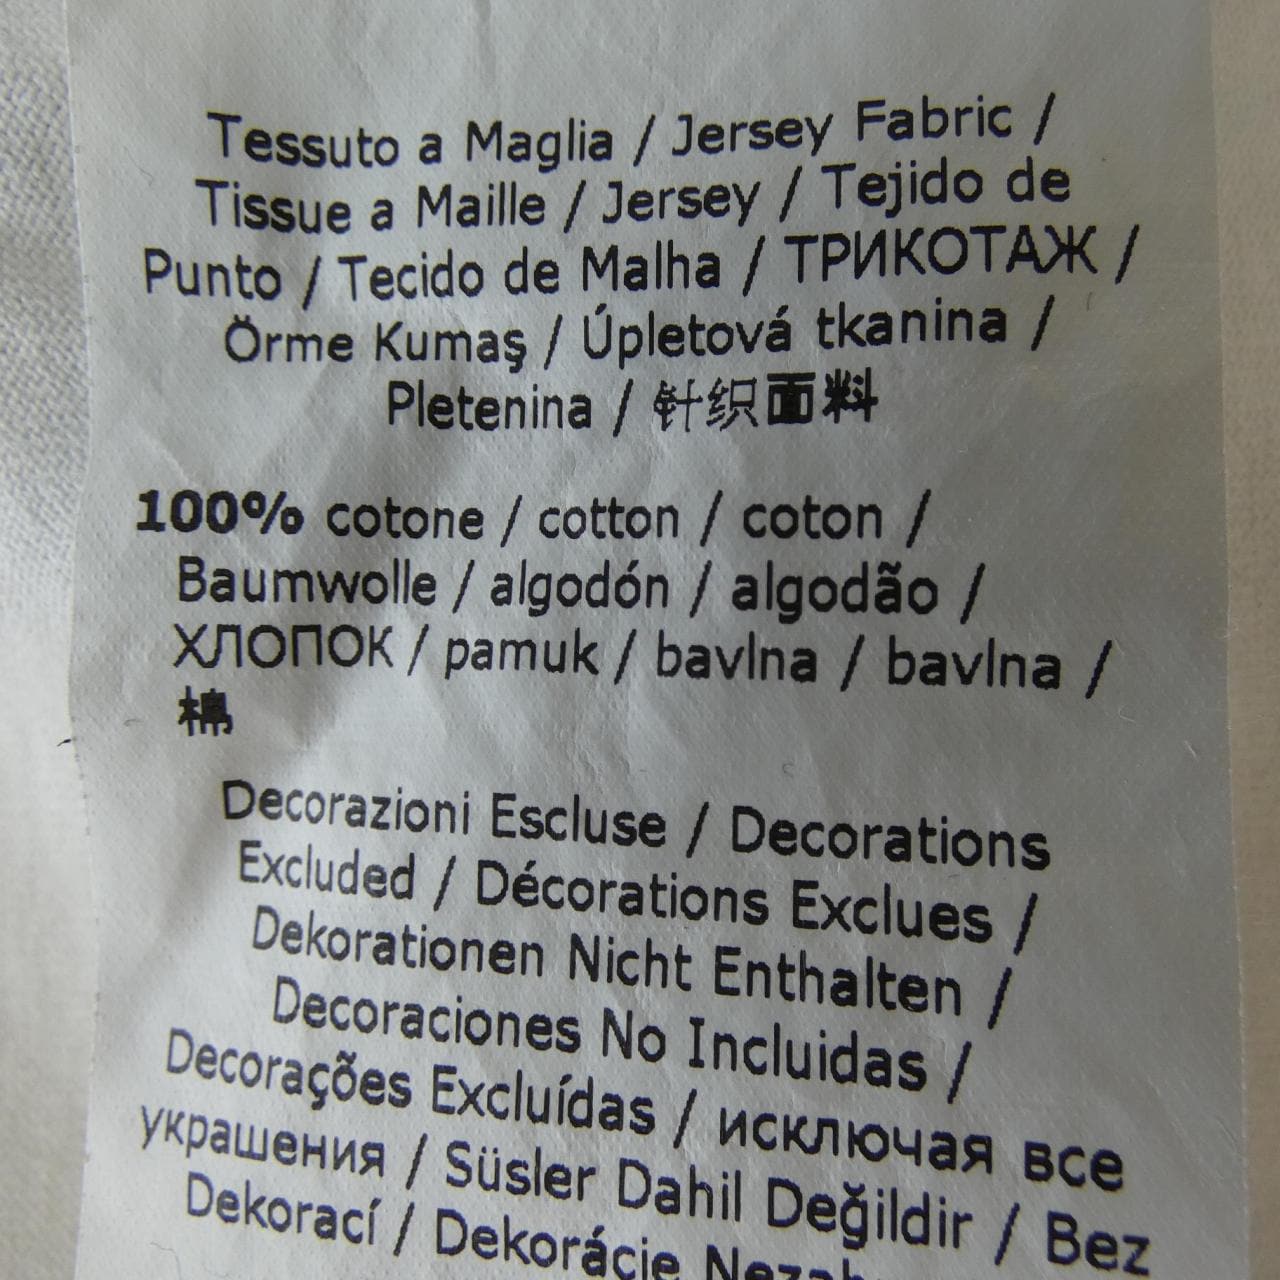 Tessuto a Maglia / Jersey Fabric /
Tissue a Maille / Jersey / Tejido de
Punto / Tecido de Malha / ТРИКОТАЖ /
Örme Kumaş / Úpletová tkanina /
Pletenina / 针织面料
100% cotone / cotton / coton /
Baumwolle / algodón / algodão /
ХЛОПОК / pamuk / bavlna / bavlna /
棉
Decorazioni Escluse / Decorations
Excluded / Décorations Exclues /
Dekorationen Nicht Enthalten /
Decoraciones No Incluidas /
Decorações Excluídas / исключая все
украшения / Süsler Dahil Değildir / Bez
Dekorací / Dekorácie